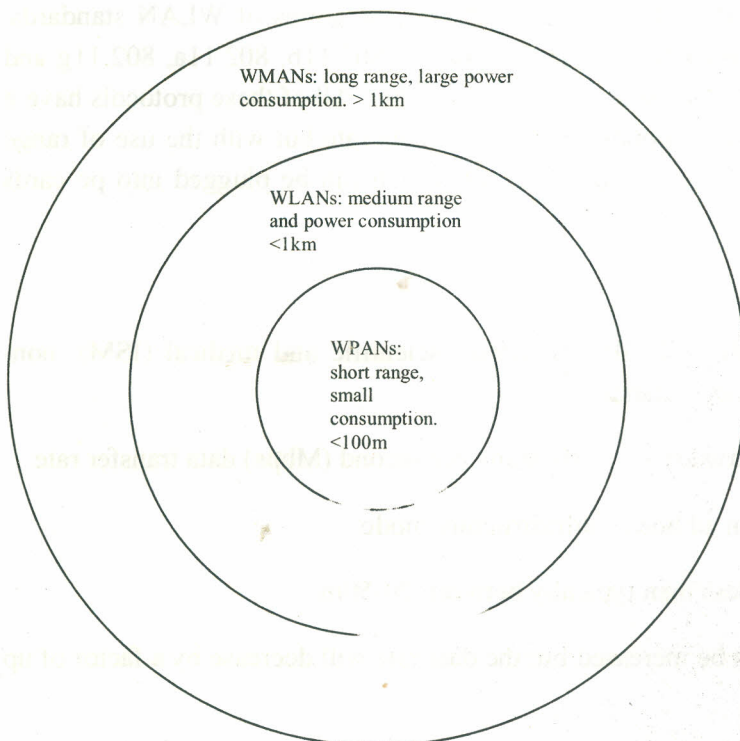 WMANs: long range, large power
consumption. > 1km
WLANs: medium range
and power consumption
<1km
WPANs:
short range,
small
consumption.
<100m